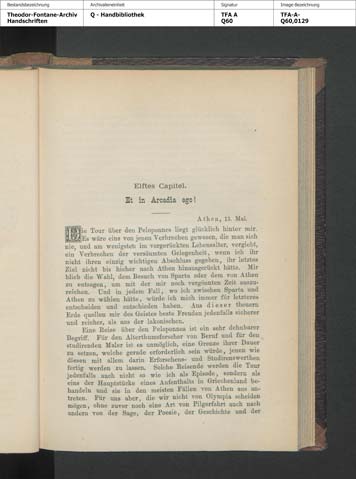 Bestandsbezeichnung
Theodor-Fontane-Archiv
Handschriften
Archivalieneinheit
Q - Handbibliothek
Signatur
TFA A
Q60
Image-Bezeichnung
TFA-A-
Q60,0129
Elftes Capitel.
Et in Arcadia ego!
Athen, 13. Mai.
Die Tour über den Peloponnes liegt glücklich hinter mir.
Es wäre eine von jenen Verbrechen gewesen, die man sich
nie, und am wenigsten im vorgerückten Lebensalter, vergibt,
ein Verbrechen der versäumten Gelegenheit, wenn ich ihr
nicht ihren einzig wichtigen Abschluss gegeben, ihr letztes
Ziel nicht bis hieher nach Athen hinausgerückt hätte. Mir
blieb die Wahl, dem Besuch von Sparta oder dem von Athen
zu entsagen, um mit der mir noch vergönnten Zeit auszu-
reichen. Und in jedem Fall, wo ich zwischen Sparta und
Athen zu wählen hätte, würde ich mich immer für letzteres
entscheiden und entschieden haben. Aus dieser theuern
Erde quollen mir des Geistes beste Freuden jedenfalls sicherer
und reicher, als aus der lakonischen.
Eine Reise über den Peloponnes ist ein sehr dehnbarer
Begriff. Für den Alterthumsforscher von Beruf und für den
studirenden Maler ist es unmöglich, eine Grenze ihrer Dauer
zu setzen, welche gerade erforderlich sein würde, jenen wie
diesen mit allem darin Erforschens- und Studirenswerthen
fertig werden zu lassen. Solche Reisende werden die Tour
jedenfalls auch nicht so wie ich als Episode, sondern als
eins der Hauptstücke eines Aufenthalts in Griechenland be-
handeln und sie in den meisten Fällen von Athen aus an-
treten. Für uns aber, die wir nicht von Olympia scheiden
mögen, ohne zuvor noch eine Art von Pilgerfahrt auch nach
andern von der Sage, der Poesie, der Geschichte und der